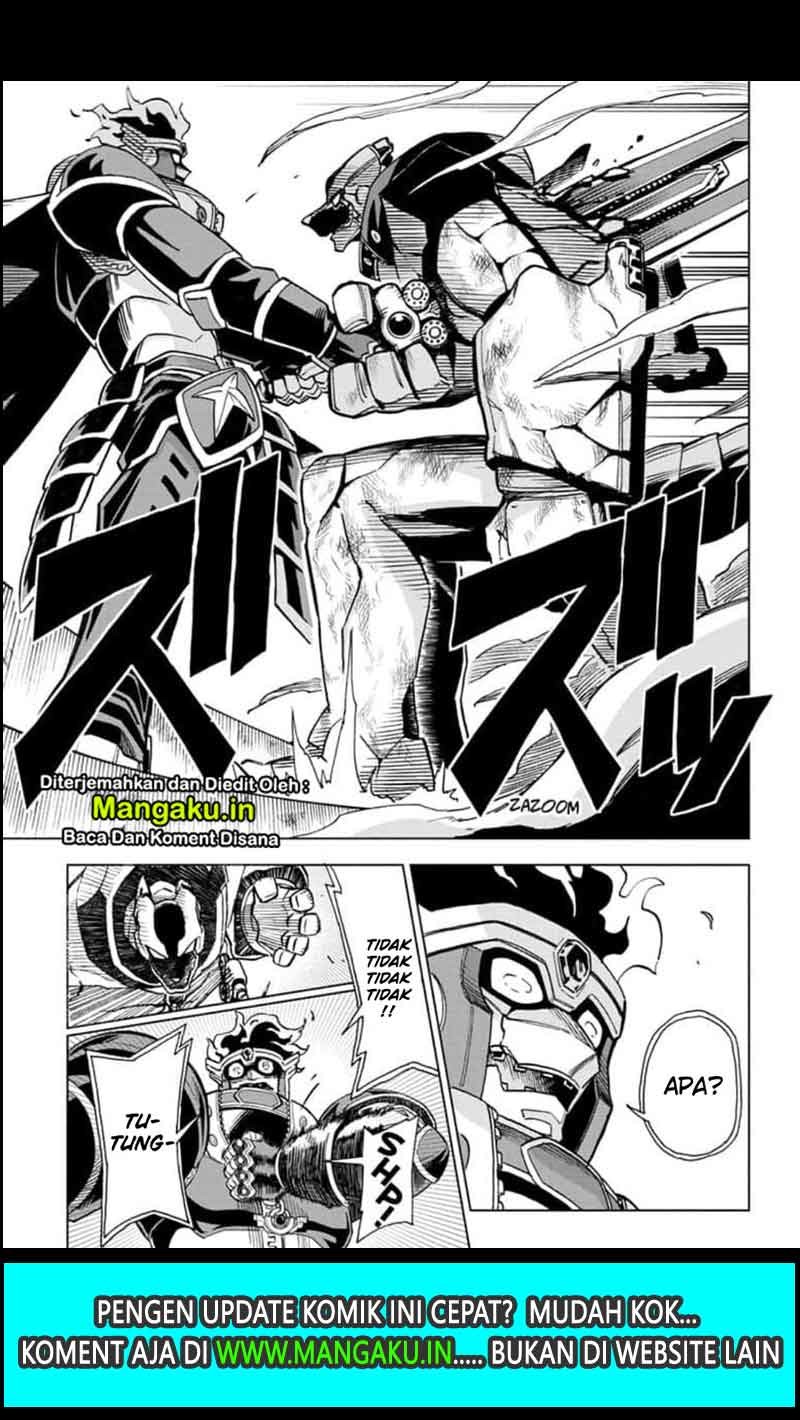 ズズッ
ZAZOOM
Diterjemahkan dan Diedit Oleh :
Mangaku.in
Baca Dan Koment Disana
APA?
TIDAK
TIDAK
TIDAK
TIDAK
!!
TU-
TUNG-
SHP!
PENGEN UPDATE KOMIK INI CEPAT? MUDAH KOK...
KOMENT AJA DI WWW.MANGAKU.IN..... BUKAN DI WEBSITE LAIN